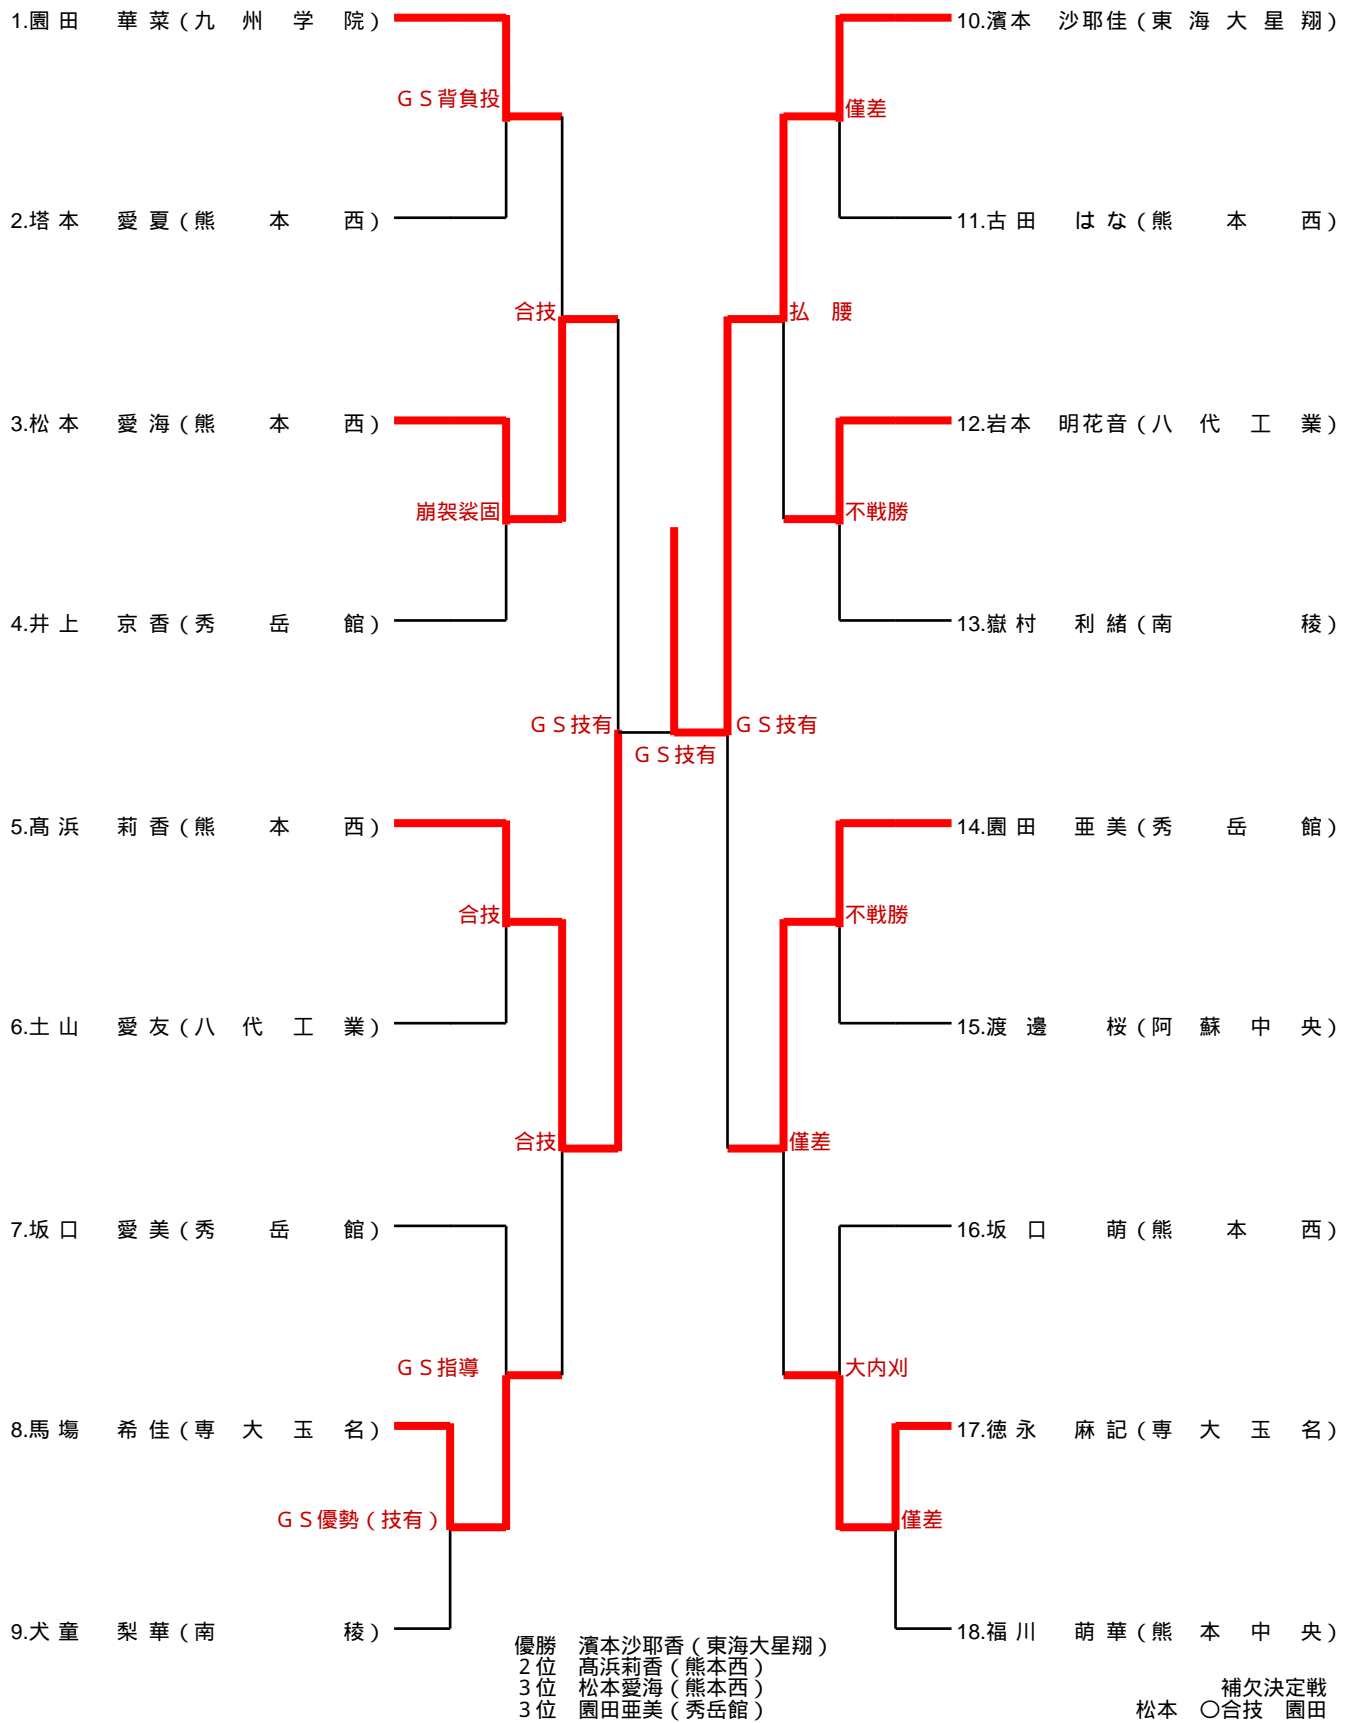 1.園田 華菜(九州学院)
GS背負投
2.塔本 愛夏(熊本西)
合技
3.松本 愛海(熊本西)
崩袈裟固
4.井上 京香(秀岳館)
GS技有
5.髙浜 莉香(熊本西)
合技
6.土山 愛友(八代工業)
合技
7.坂口 愛美(秀岳館)
GS指導
8.馬塲 希佳(専大玉名)
GS優勢(技有)
9.犬童 梨華(南稜)
GS技有
10.濱本 沙耶佳(東海大星翔)
僅差
11.古田 はな(熊本西)
払 腰
12.岩本 明花音(八代工業)
不戦勝
13.嶽村 利緒(南稜)
GS技有
14.園田 亜美(秀岳館)
不戦勝
15.渡邊 桜(阿蘇中央)
僅差
16.坂口 萌(熊本西)
大内刈
17.徳永 麻記(専大玉名)
僅差
18.福川 萌華(熊本中央)
優勝 濱本沙耶香(東海大星翔)
2位 髙浜莉香(熊本西)
3位 松本愛海(熊本西)
3位 園田亜美(秀岳館)
補欠決定戦
松本 〇合技 園田